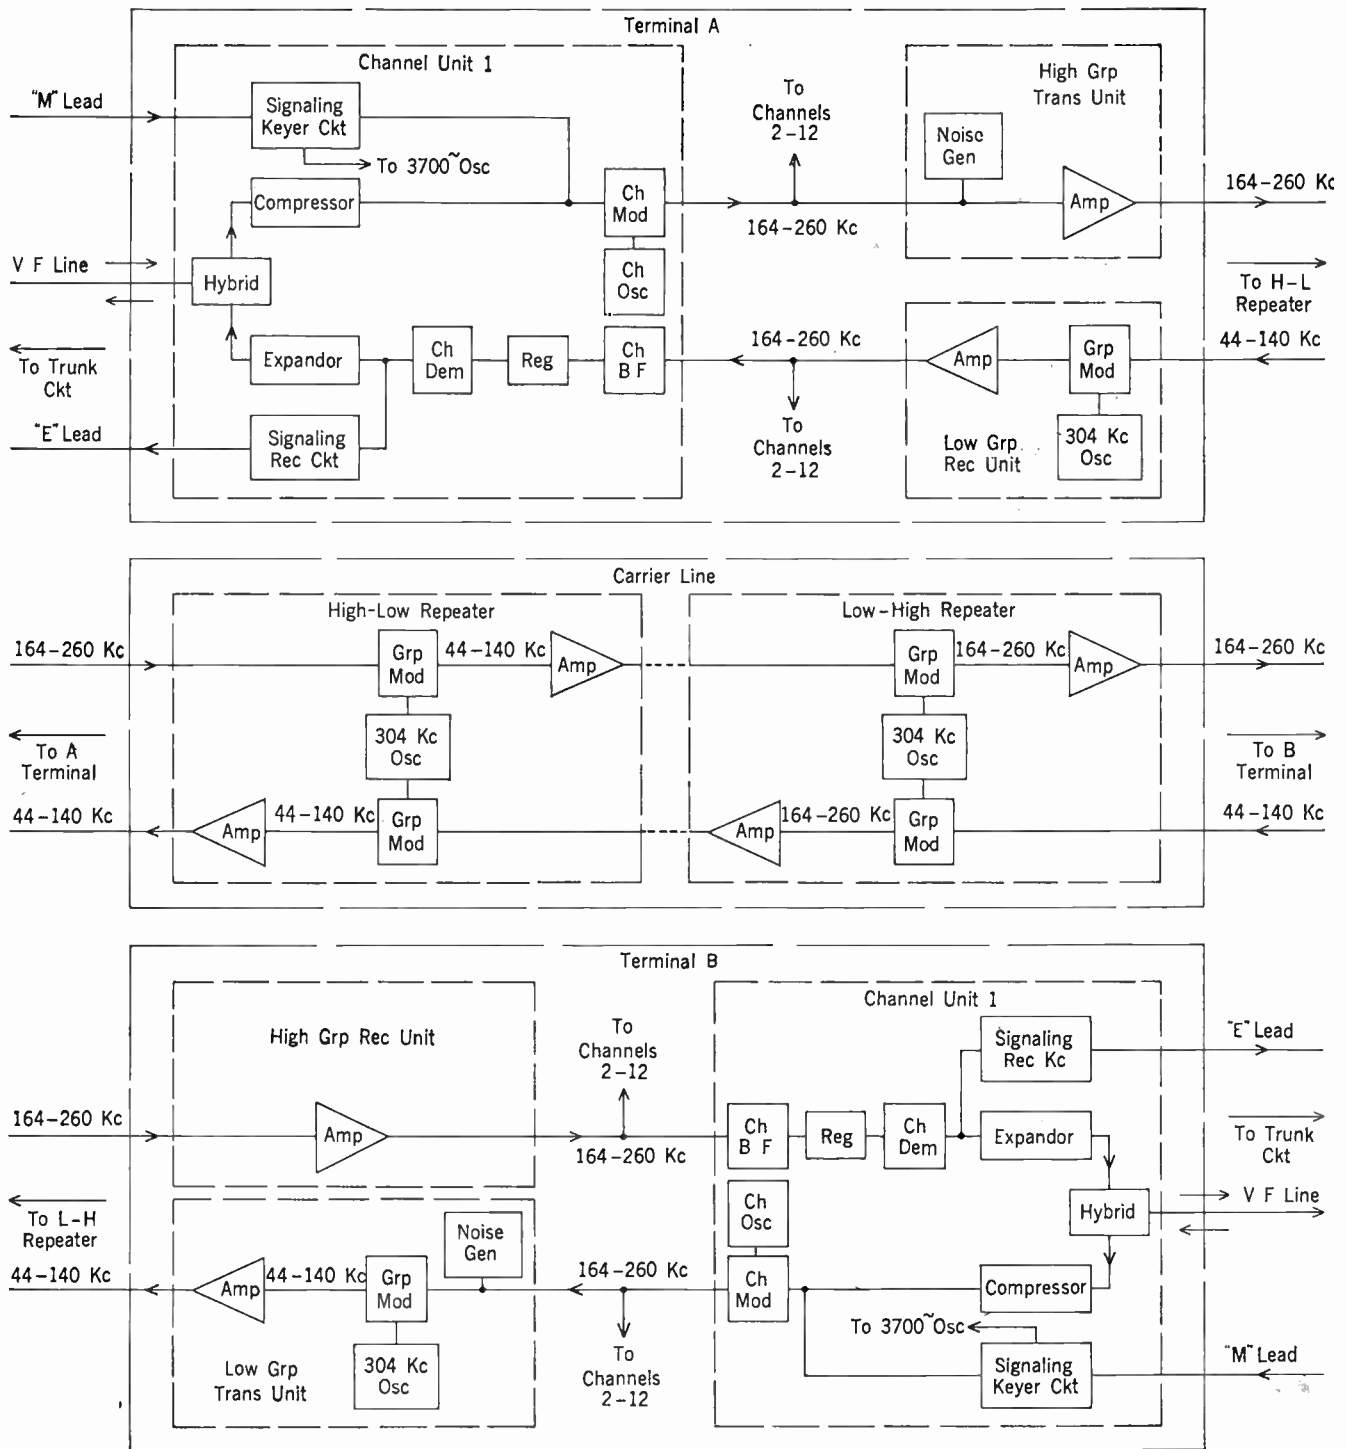 Terminal A
Channel Unit 1
"M" Lead
Signaling
Keyer Ckt
To 3700~Osc
Compressor
Ch
Mod
Ch
Osc
V F Line
Hybrid
To Trunk
Ckt
Expandor
Ch
Dem
Reg
Ch
B F
"E" Lead
Signaling
Rec Ckt
To
Channels
2-12
164-260 Kc
164-260 Kc
To
Channels
2-12
High Grp
Trans Unit
Noise
Gen
Amp
164-260 Kc
To H-L
Repeater
44-140 Kc
Amp
Grp
Mod
304 Kc
Osc
Low Grp
Rec Unit
Carrier Line
High-Low Repeater
Low-High Repeater
164-260 Kc
Grp
Mod
44-140 Kc
Amp
Grp
Mod
164-260 Kc
Amp
164-260 Kc
To A
Terminal
304 Kc
Osc
304 Kc
Osc
To B
Terminal
44-140 Kc
Amp
44-140 Kc
Grp
Mod
Amp
164-260 Kc
Grp
Mod
44-140 Kc
Terminal B
High Grp Rec Unit
164-260 Kc
Amp
To
Channels
2-12
164-260 Kc
Channel Unit 1
Signaling
Rec Kc
"E" Lead
Ch
B F
Reg
Ch
Dem
Expandor
To Trunk
Ckt
Hybrid
V F Line
To L-H
Repeater
44-140 Kc
Amp
44-140 Kc
Grp
Mod
Noise
Gen
304 Kc
Osc
Low Grp
Trans Unit
164-260 Kc
To
Channels
2-12
Ch
Osc
Ch
Mod
Compressor
To 3700~Osc
Signaling
Keyer Ckt
"M" Lead